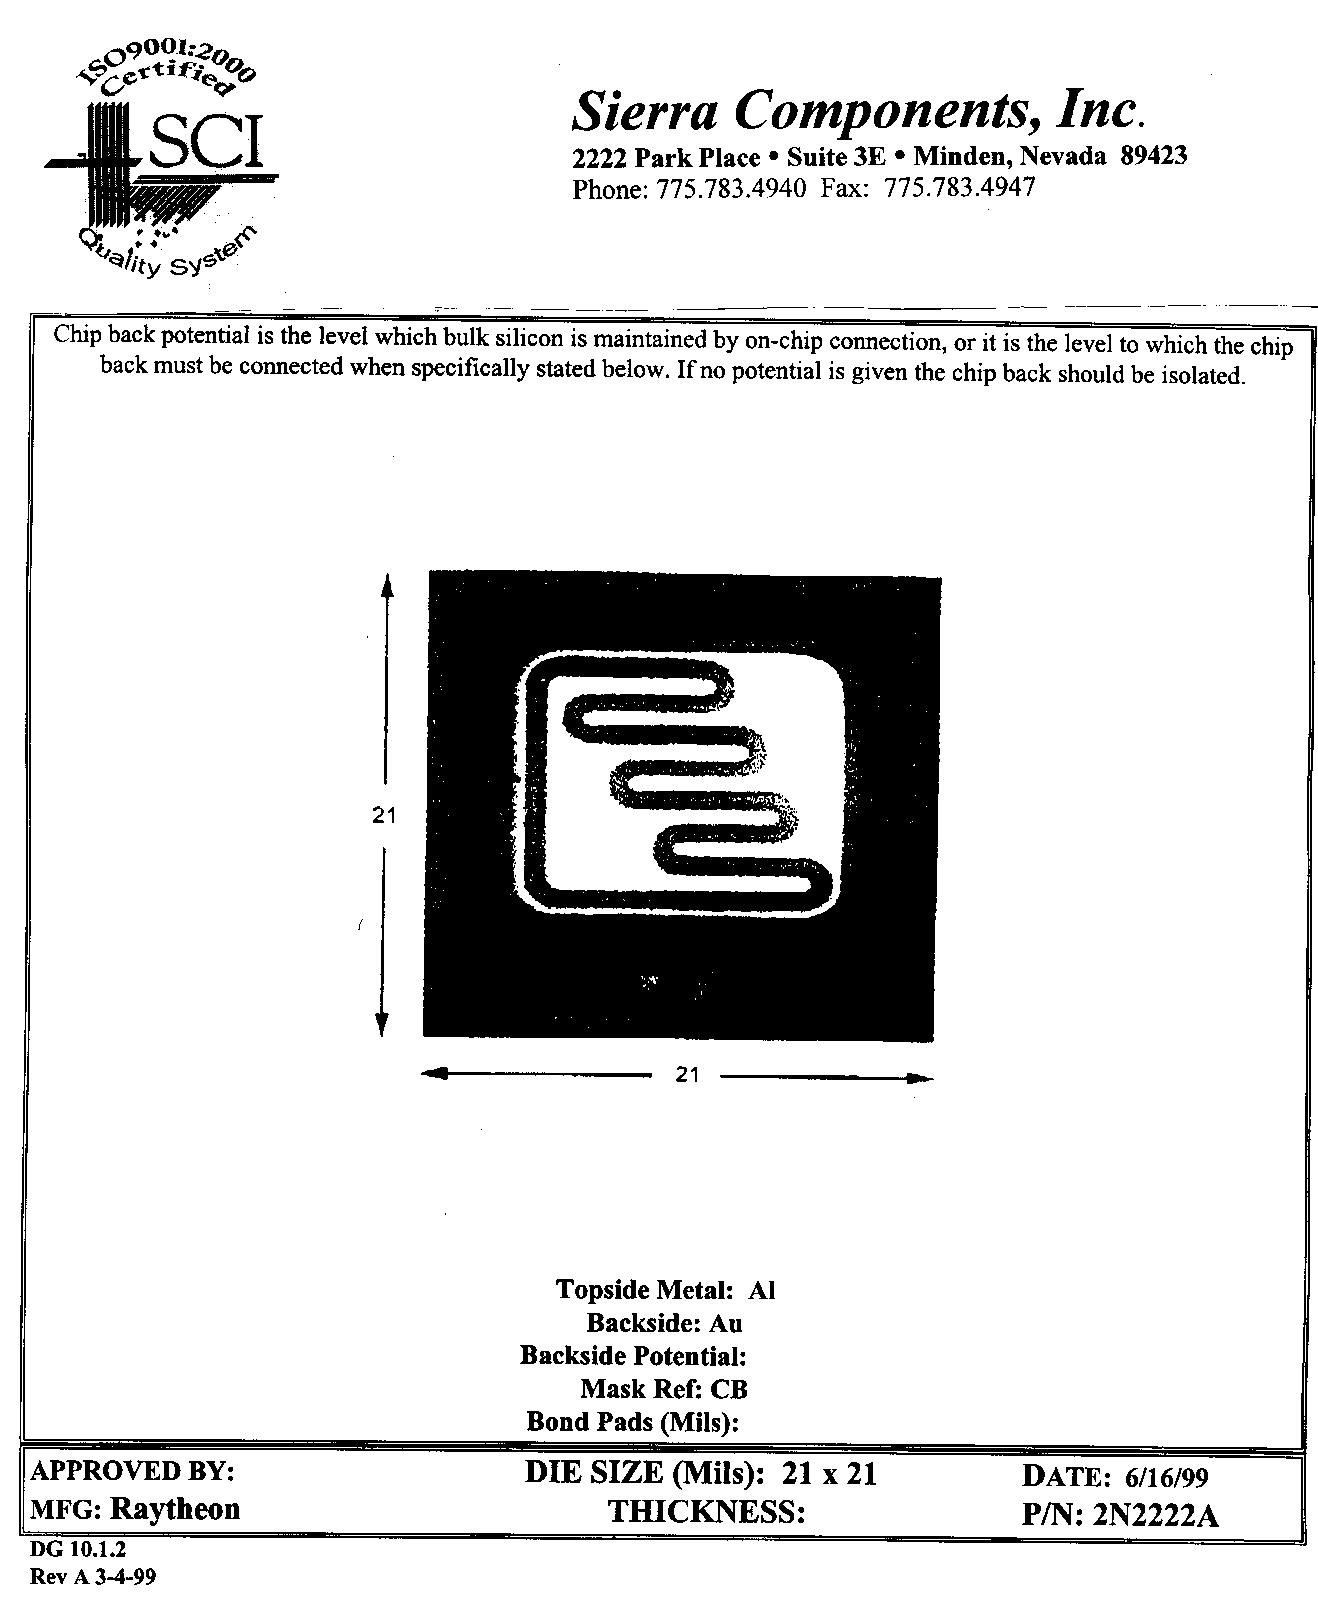 ISO9001:2000
Certified
SCI
Quality System
Sierra Components, Inc.
2222 Park Place • Suite 3E • Minden, Nevada 89423
Phone: 775.783.4940 Fax: 775.783.4947
Chip back potential is the level which bulk silicon is maintained by on-chip connection, or it is the level to which the chip
back must be connected when specifically stated below. If no potential is given the chip back should be isolated.
21
21
Topside Metal: Al
Backside: Au
Backside Potential:
Mask Ref: CB
Bond Pads (Mils):
APPROVED BY:
DIE SIZE (Mils): 21 x 21
DATE: 6/16/99
MFG: Raytheon
THICKNESS:
P/N: 2N2222A
DG 10.1.2
Rev A 3-4-99